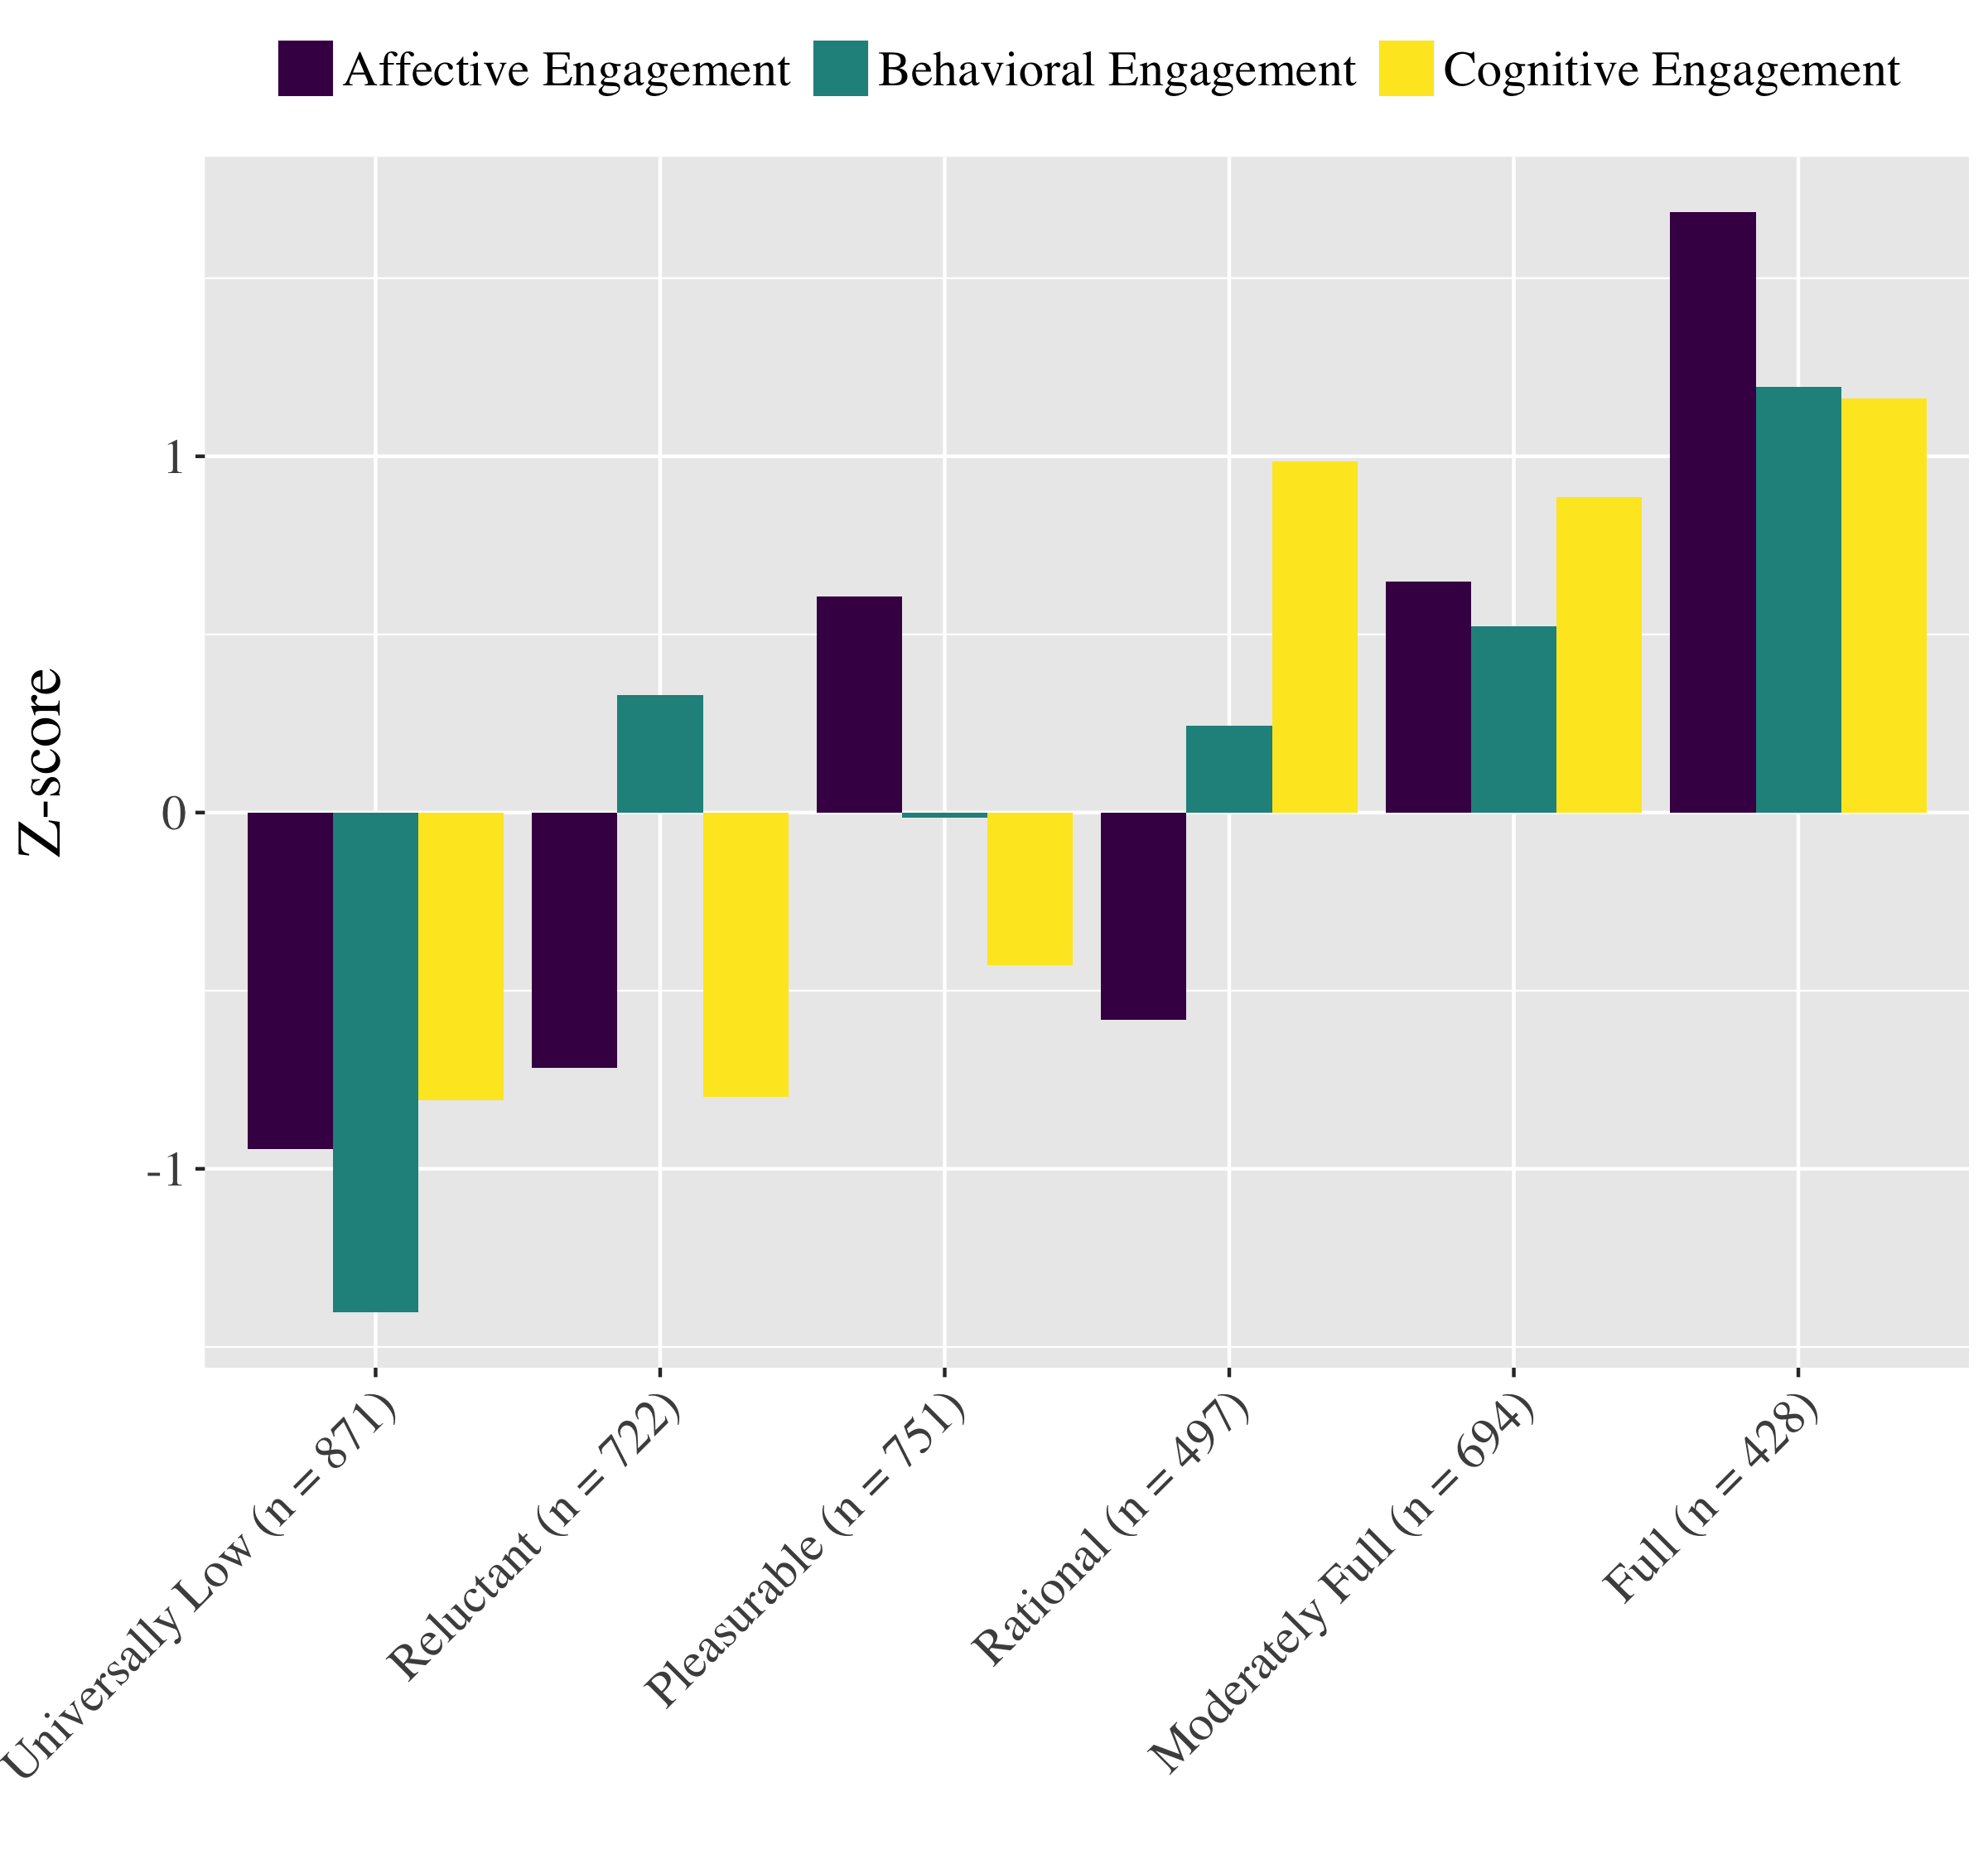 Affective Engagement Behavioral Engagement Cognitive Engagement
Z-score
1
0
-1
Universally Low (n = 871)
Reluctant (n = 722)
Pleasurable (n = 751)
Rational (n = 497)
Moderately Full (n = 694)
Full (n = 428)